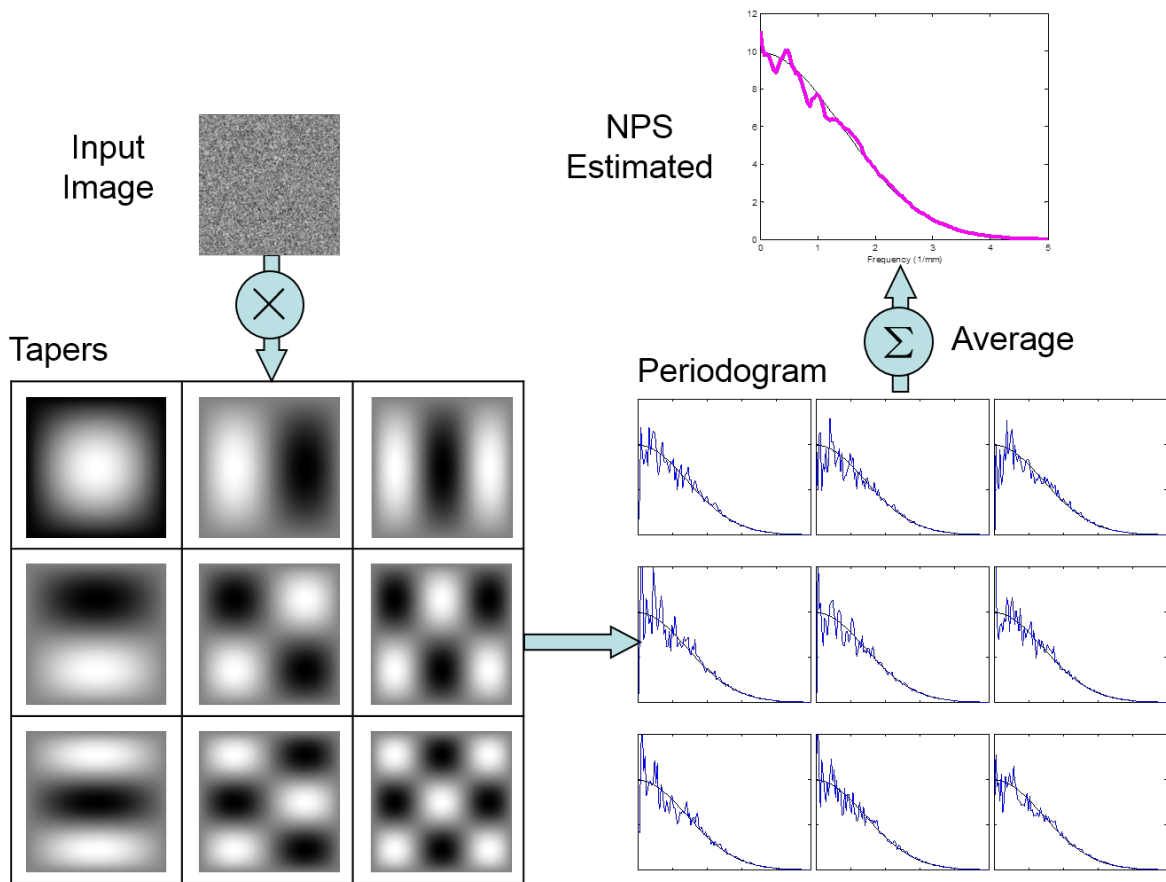 Input
Image
NPS
Estimated
12
10
8
6
4
2
0
0 1 2 3 4 5
Frequency (1/mm)
×
Σ
Average
Tapers
Periodogram